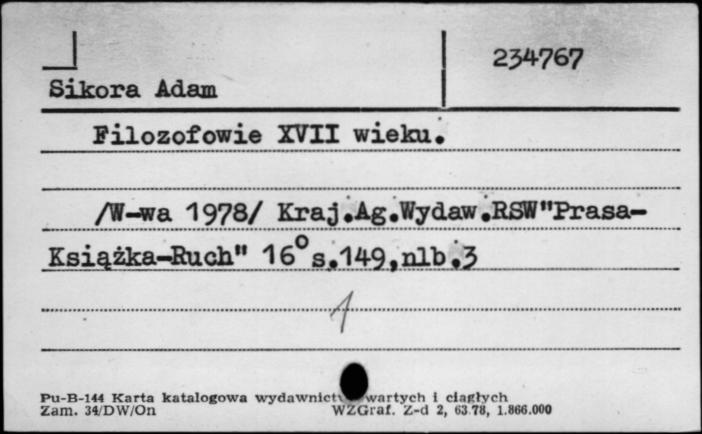 234767
Sikora Adam
Filozofowie XVII wieku.
/W-wa 1978/ Kraj.Ag.Wydaw.RSW"Prasa-
Książka-Ruch" 16° s.149,nlb.3
1
Pu-B-144 Karta katalogowa wydawnictw zwartych i ciągłych
Zam. 34/DW/On WZGraf. Z-d 2, 63.78, 1.866.000